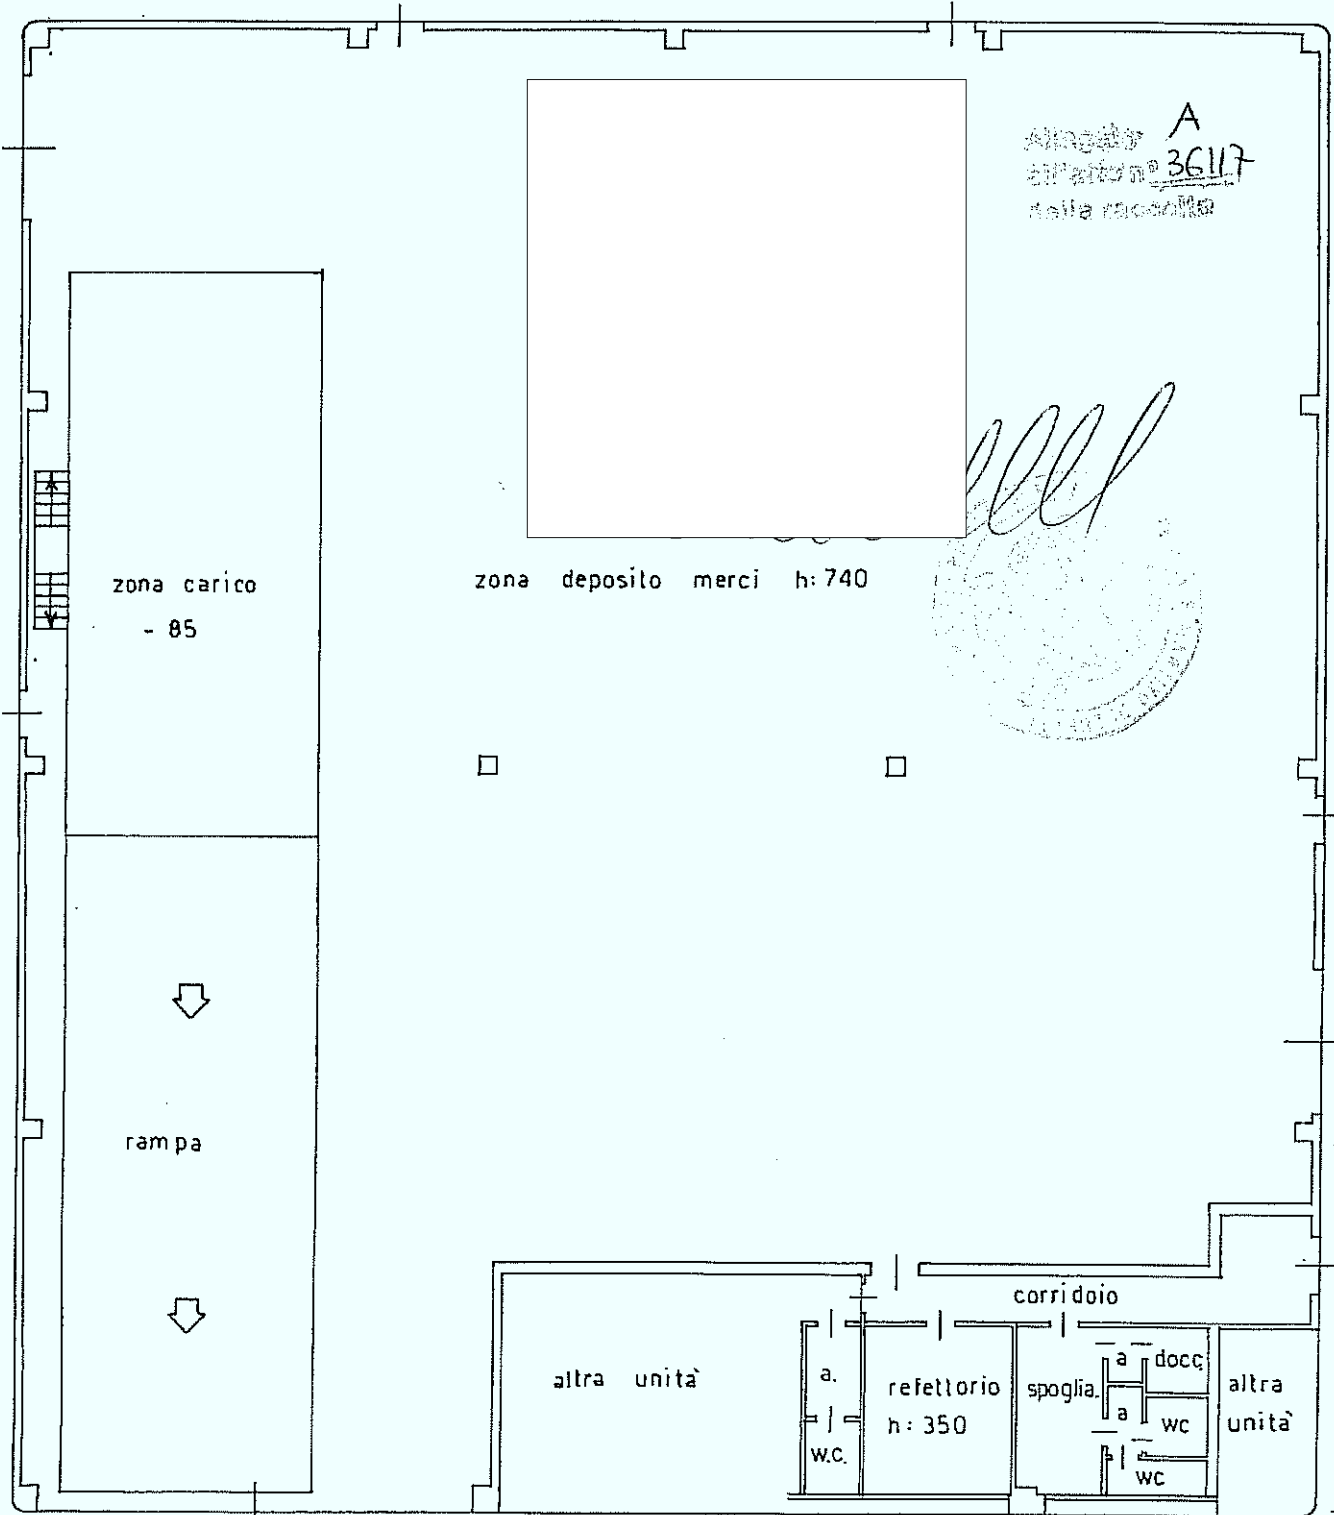 A
36117
zona carico
- 85
zona deposito merci h: 740
rampa
corridoio
altra unità
a.
w.c.
refettorio
h: 350
spoglia.
a
docc
a
wc
wc
altra
unità